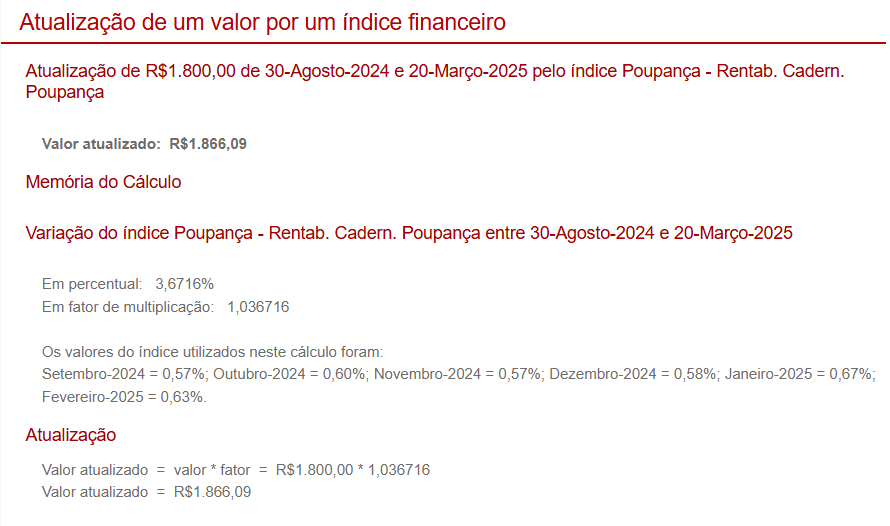 Atualização de um valor por um índice financeiro
Atualização de R$1.800,00 de 30-Agosto-2024 e 20-Março-2025 pelo índice Poupança - Rentab. Cadern.
Poupança
Valor atualizado: R$1.866,09
Memória do Cálculo
Variação do índice Poupança - Rentab. Cadern. Poupança entre 30-Agosto-2024 e 20-Março-2025
Em percentual: 3,6716%
Em fator de multiplicação: 1,036716
Os valores do índice utilizados neste cálculo foram:
Setembro-2024 = 0,57%; Outubro-2024 = 0,60%; Novembro-2024 = 0,57%; Dezembro-2024 = 0,58%; Janeiro-2025 = 0,67%;
Fevereiro-2025 = 0,63%.
Atualização
Valor atualizado = valor * fator = R$1.800,00 * 1,036716
Valor atualizado = R$1.866,09